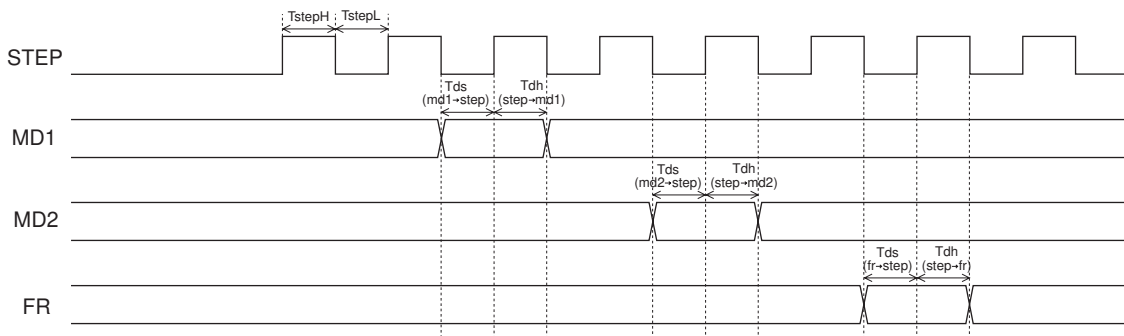 TstepH TstepL
STEP
Tds Tdh
(md1→step) (step→md1)
MD1
Tds Tdh
(md2→step) (step→md2)
MD2
Tds Tdh
(fr→step) (step→fr)
FR